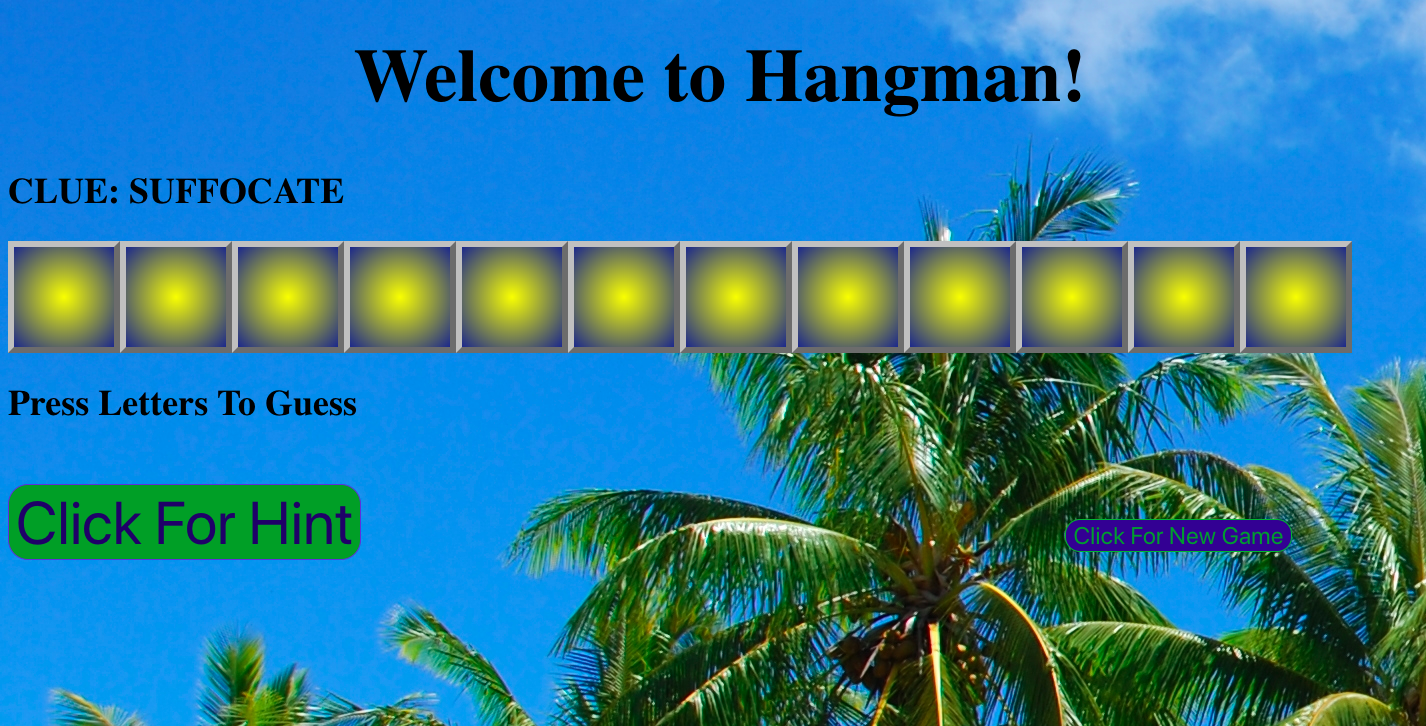 Welcome to Hangman!
CLUE: SUFFOCATE
Press Letters To Guess
Click For Hint
Click For New Game